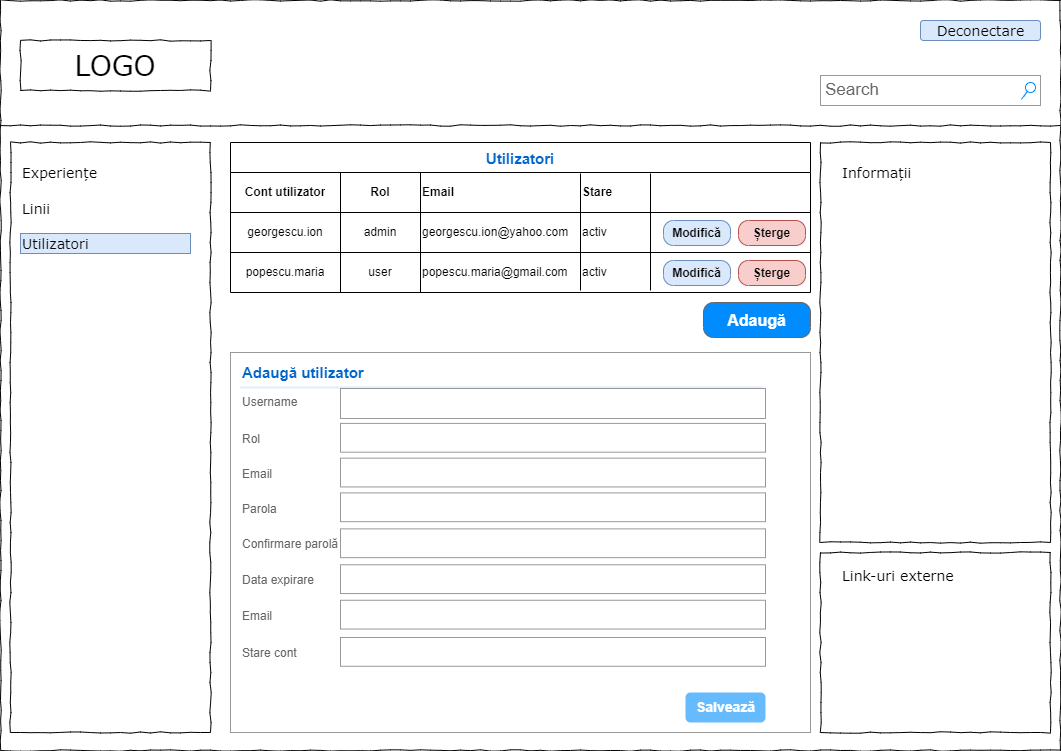 Deconectare
LOGO
Search
Experiențe
Linii
Utilizatori
Utilizatori
Cont utilizator Rol Email Stare
georgescu.ion admin georgescu.ion@yahoo.com activ Modifică Șterge
popescu.maria user popescu.maria@gmail.com activ Modifică Șterge
Adaugă
Adaugă utilizator
Username
Rol
Email
Parola
Confirmare parolă
Data expirare
Email
Stare cont
Salvează
Informații
Link-uri externe